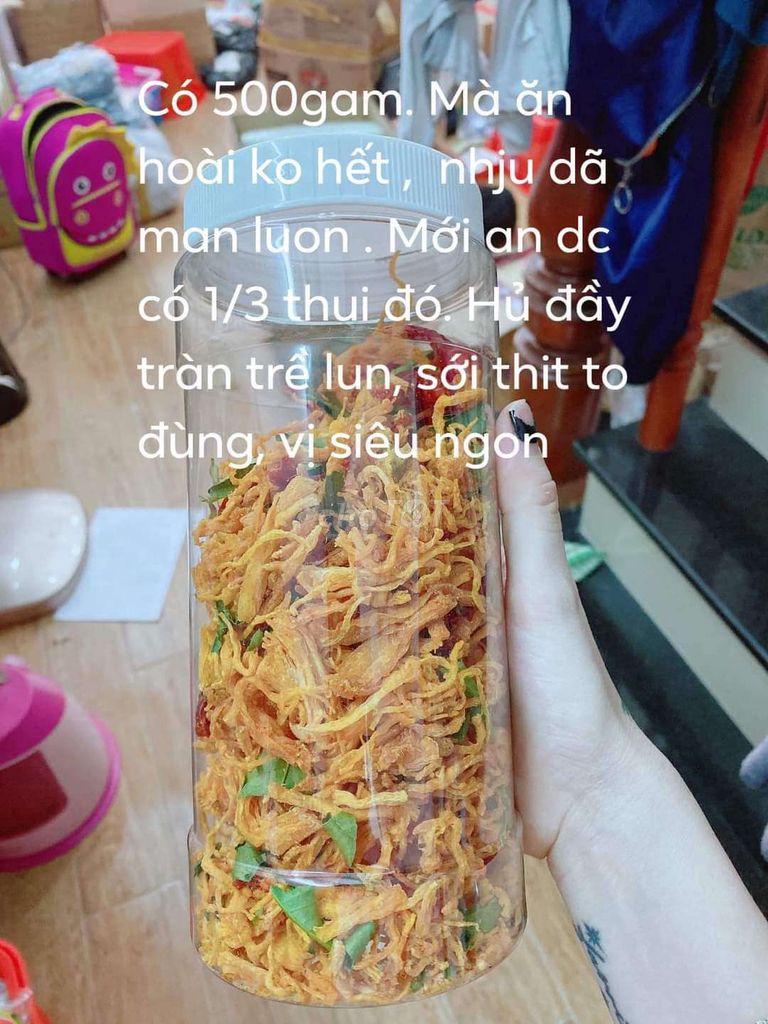 Có 500gam. Mà ăn
hoài ko hết , nhju dã
man luon . Mới an dc
có 1/3 thui đó. Hủ đầy
tràn trề lun, sới thit to
đùng, vị siêu ngon